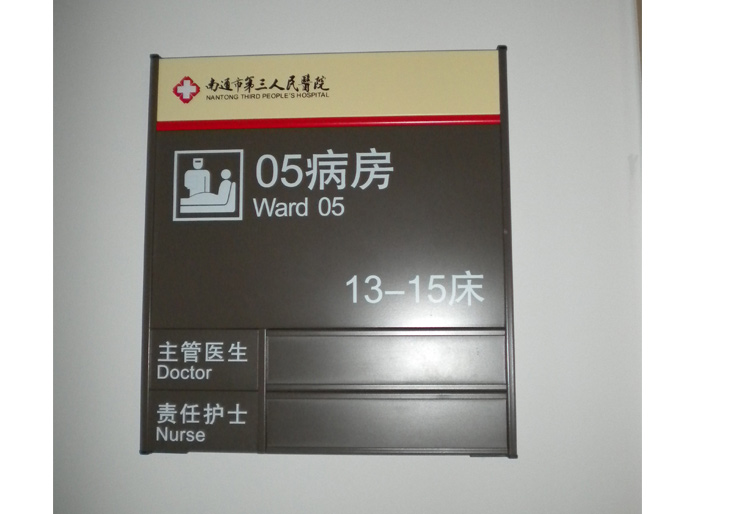 南通市第三人民醫院
NANTONG THIRD PEOPLE'S HOSPITAL
05病房
Ward 05
13-15床
主管医生
Doctor
责任护士
Nurse